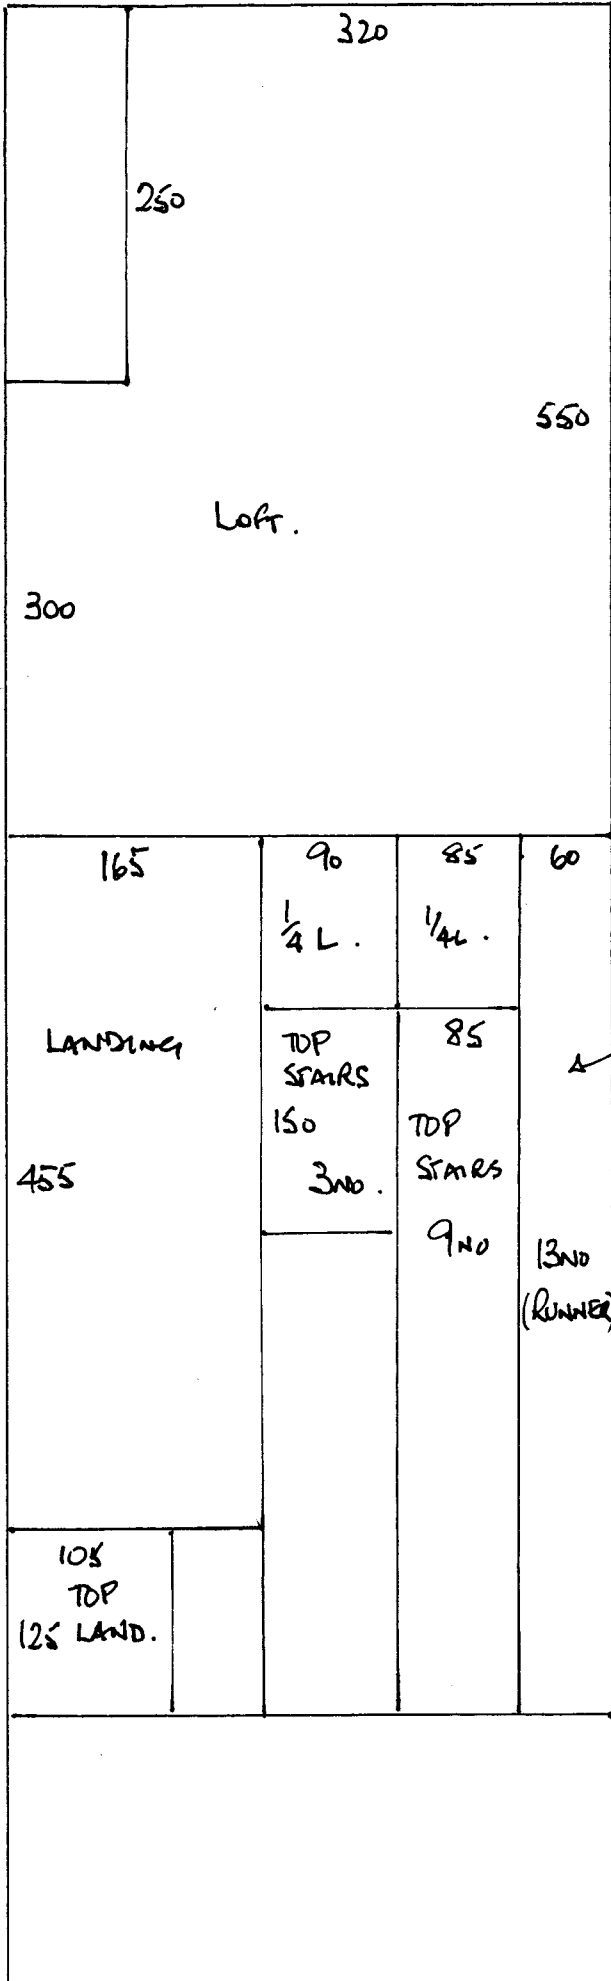 320
250
550
LOFT.
300
165
90
85
60
1/4 L.
1/4 L.
LANDING
TOP
STAIRS
150
3NO.
85
TOP
STAIRS
9NO
455
13NO
(RUNNER)
105
TOP
125 LAND.